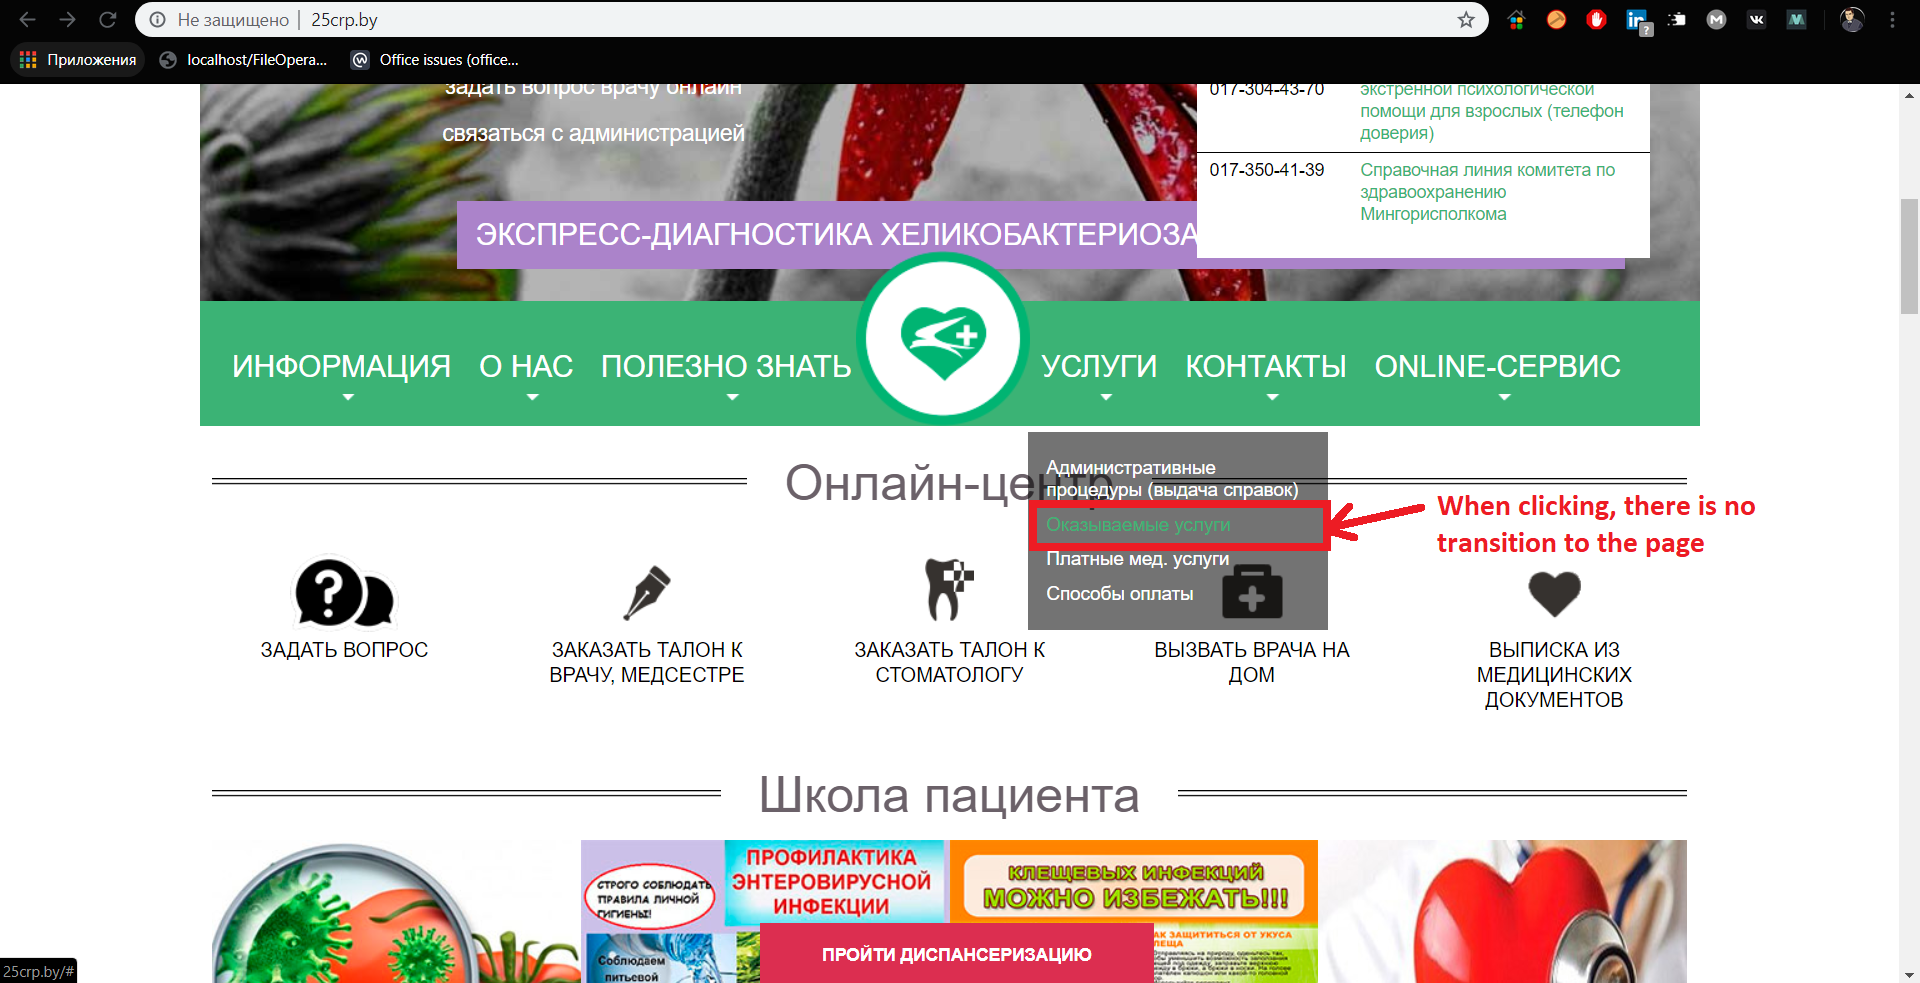 Не защищено | 25crp.by
Приложения
localhost/FileOpera...
Office issues (office...
задать вопрос врачу онлайн
связаться с администрацией
017-304-43-70
экстренной психологической
помощи для взрослых (телефон
доверия)
017-350-41-39
Справочная линия комитета по
здравоохранению
Мингорисполкома
ЭКСПРЕСС-ДИАГНОСТИКА ХЕЛИКОБАКТЕРИОЗА
ИНФОРМАЦИЯ
О НАС
ПОЛЕЗНО ЗНАТЬ
УСЛУГИ
КОНТАКТЫ
ONLINE-СЕРВИС
Онлайн-центр
Административные
процедуры (выдача справок)
Оказываемые услуги
Платные мед. услуги
Способы оплаты
When clicking, there is no
transition to the page
ЗАДАТЬ ВОПРОС
ЗАКАЗАТЬ ТАЛОН К
ВРАЧУ, МЕДСЕСТРЕ
ЗАКАЗАТЬ ТАЛОН К
СТОМАТОЛОГУ
ВЫЗВАТЬ ВРАЧА НА
ДОМ
ВЫПИСКА ИЗ
МЕДИЦИНСКИХ
ДОКУМЕНТОВ
Школа пациента
СТРОГО СОБЛЮДАТЬ
ПРАВИЛА ЛИЧНОЙ
ГИГИЕНЫ!
ПРОФИЛАКТИКА
ЭНТЕРОВИРУСНОЙ
ИНФЕКЦИИ
Соблюдаем
питьевой
КЛЕЩЕВЫХ ИНФЕКЦИЙ
МОЖНО ИЗБЕЖАТЬ!!!
ЗАЩИТИТЬСЯ ОТ УКУСА
ПРОЙТИ ДИСПАНСЕРИЗАЦИЮ
25crp.by/#